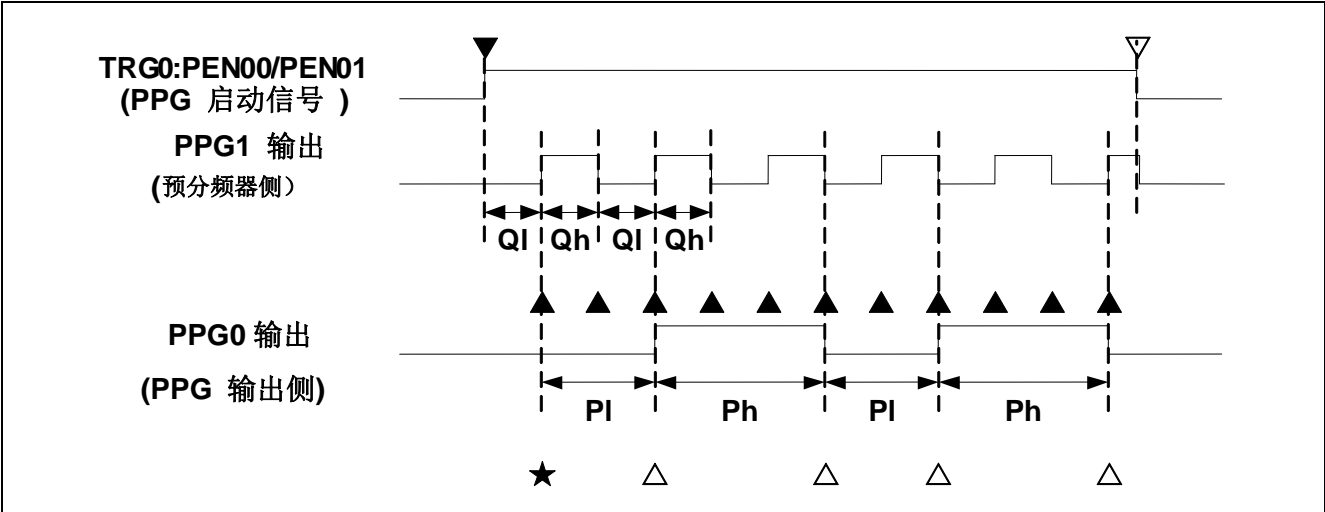 TRG0:PEN00/PEN01
(PPG 启动信号 )
PPG1 输出
(预分频器侧）
Ql Qh Ql Qh
PPG0 输出
(PPG 输出侧)
Pl Ph Pl Ph